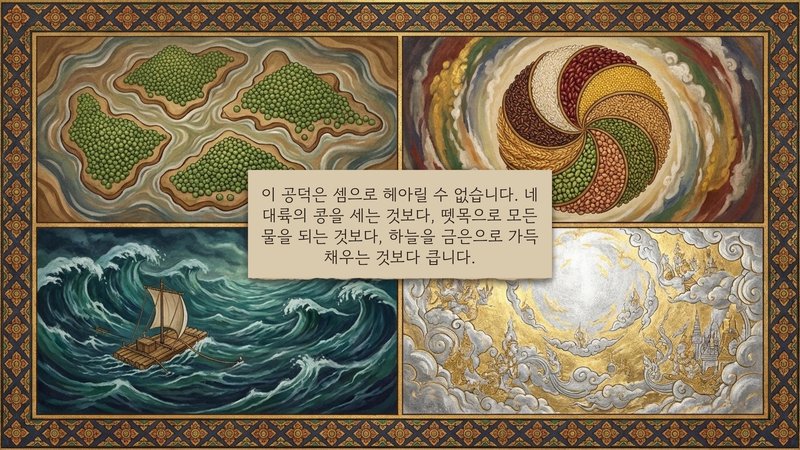 이 공덕은 셈으로 헤아릴 수 없습니다. 네
대륙의 콩을 세는 것보다, 뗏목으로 모든
물을 되는 것보다, 하늘을 금은으로 가득
채우는 것보다 큽니다.